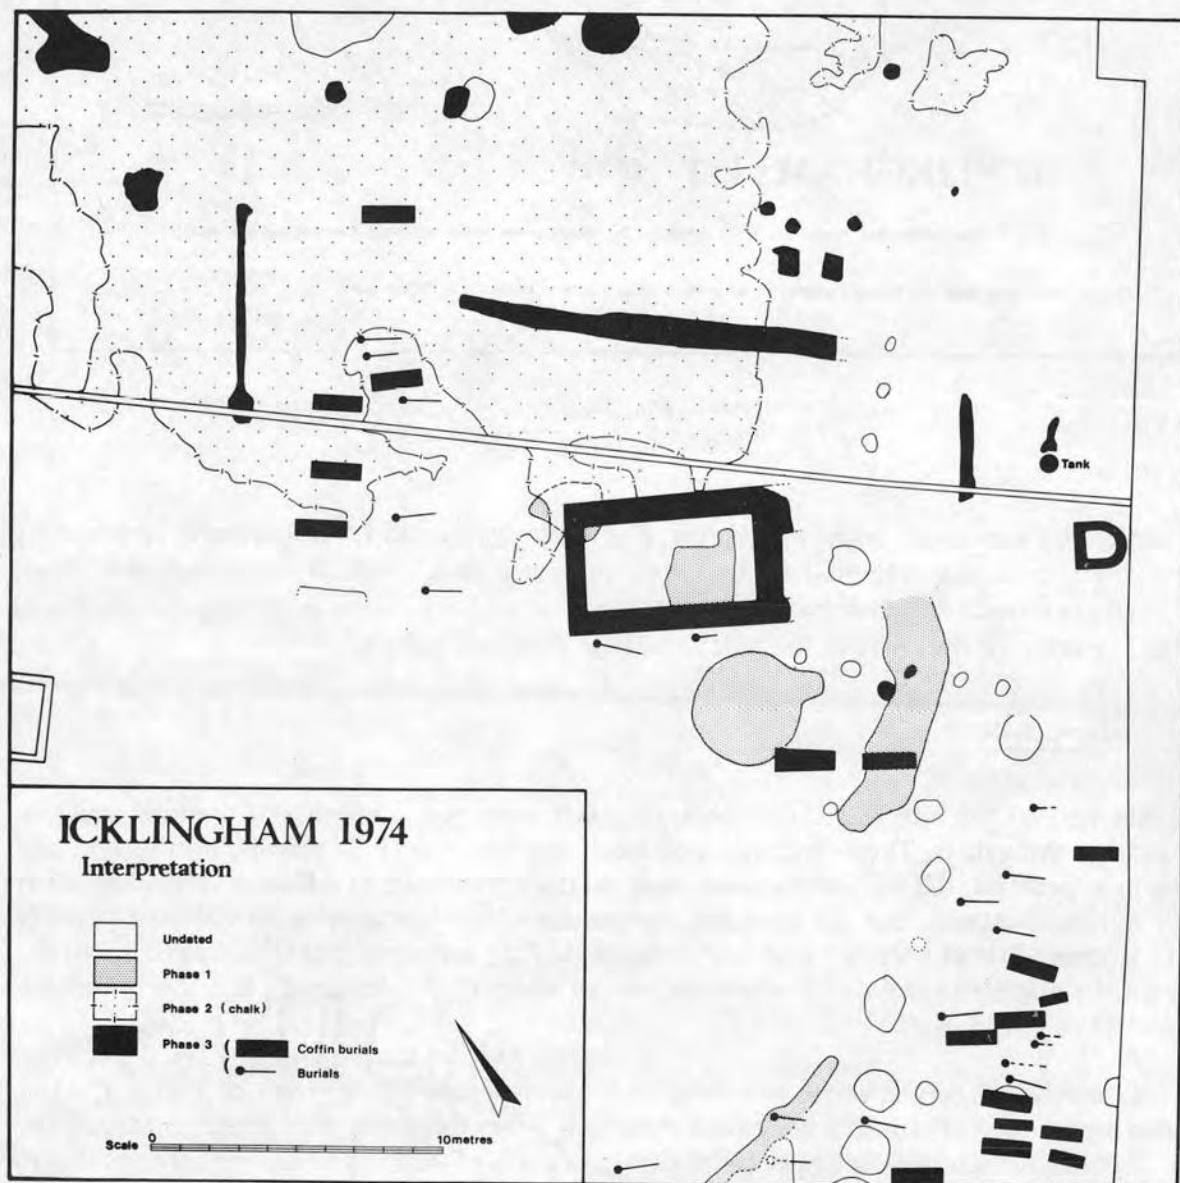 Tank
D
ICKLINGHAM 1974
Interpretation
Undated
Phase 1
Phase 2 (chalk)
Phase 3
Coffin burials
Burials
Scale 0 10metres